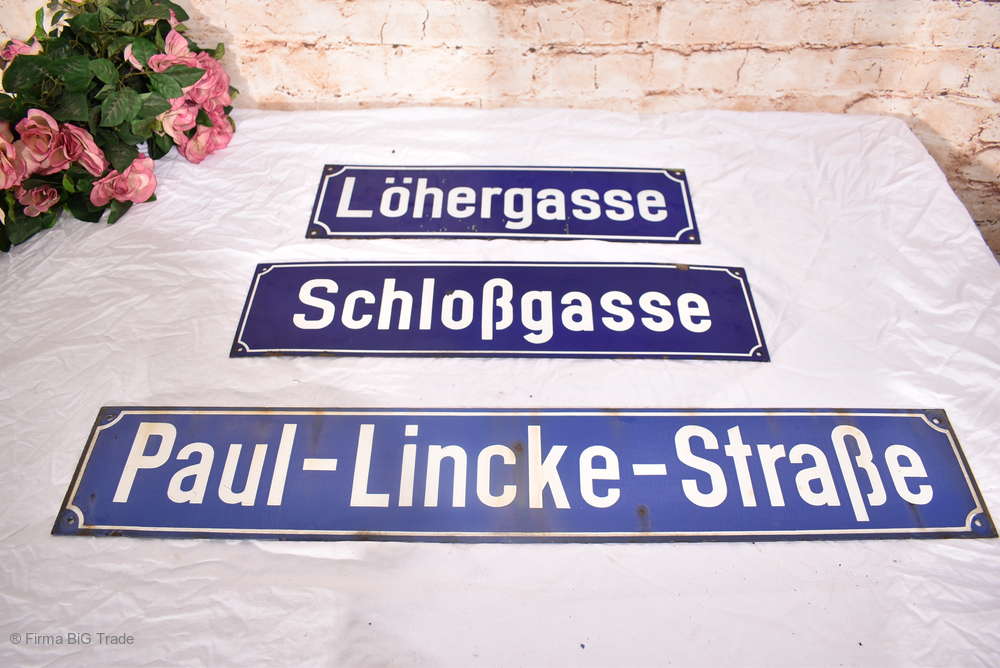 Löhergasse
Schloßgasse
Paul-Lincke-Straße
® Firma BiG Trade